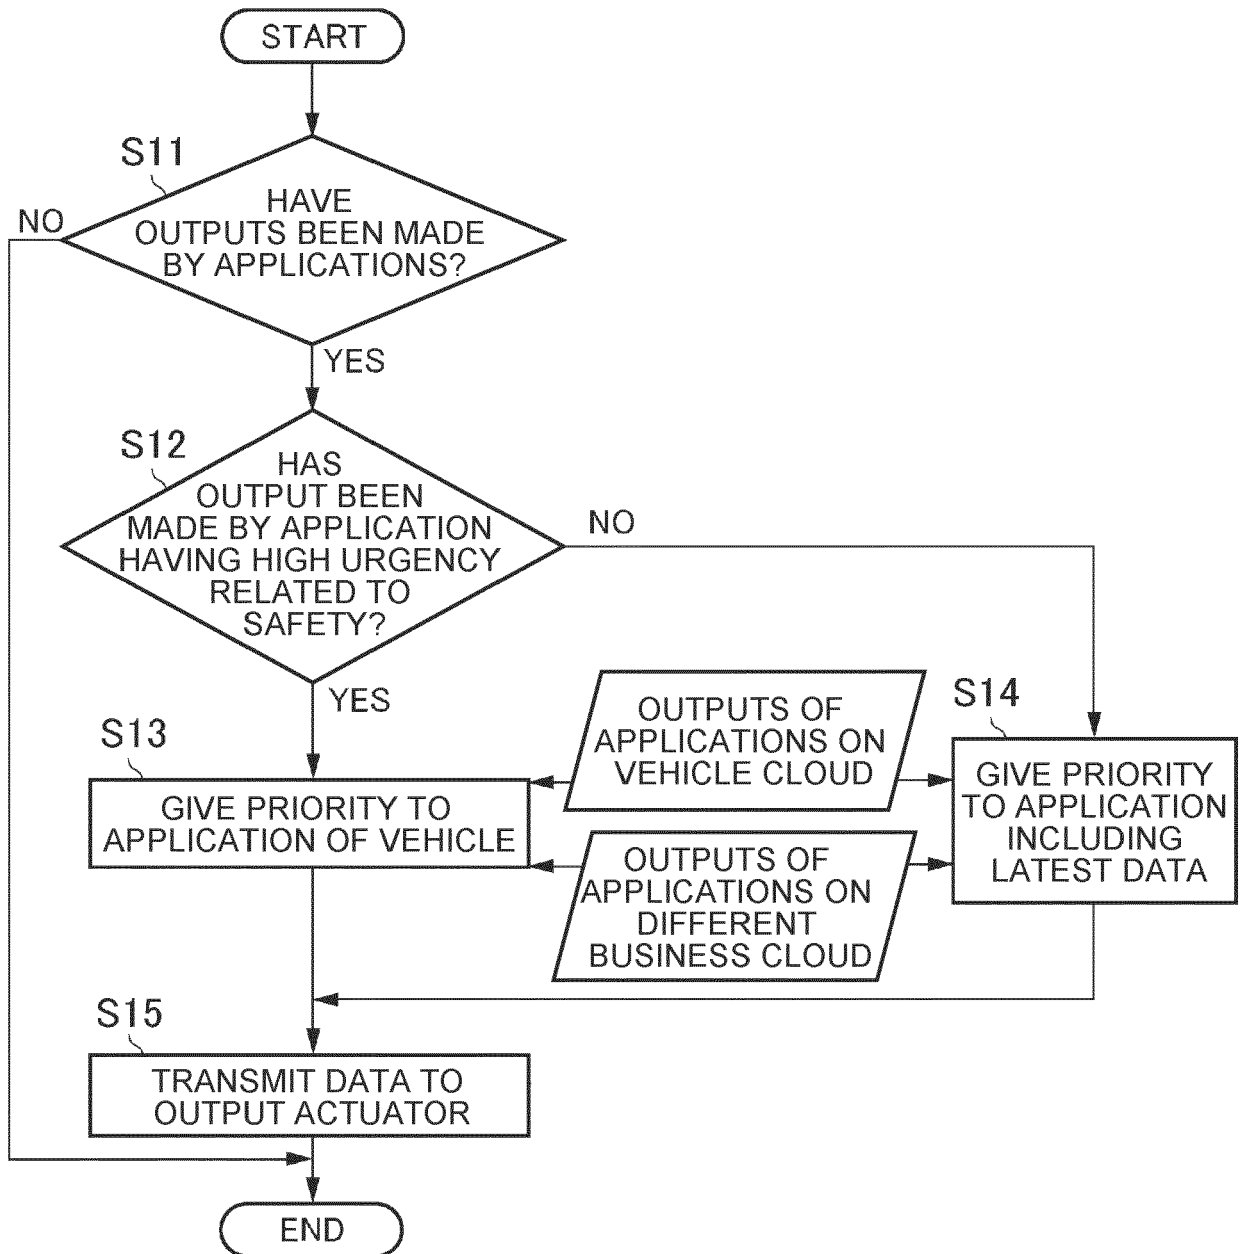 START
S11
HAVE
OUTPUTS BEEN MADE
BY APPLICATIONS?
NO
YES
S12
HAS
OUTPUT BEEN
MADE BY APPLICATION
HAVING HIGH URGENCY
RELATED TO
SAFETY?
NO
YES
S13
GIVE PRIORITY TO
APPLICATION OF VEHICLE
OUTPUTS OF
APPLICATIONS ON
VEHICLE CLOUD
OUTPUTS OF
APPLICATIONS ON
DIFFERENT
BUSINESS CLOUD
S14
GIVE PRIORITY
TO APPLICATION
INCLUDING
LATEST DATA
S15
TRANSMIT DATA TO
OUTPUT ACTUATOR
END